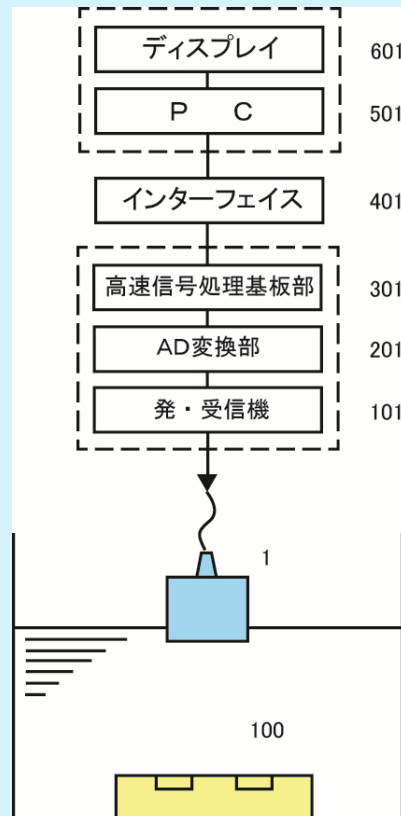 ディスプレイ 601
P C 501
インターフェイス 401
高速信号処理基板部 301
AD変換部 201
発・受信機 101
1
100